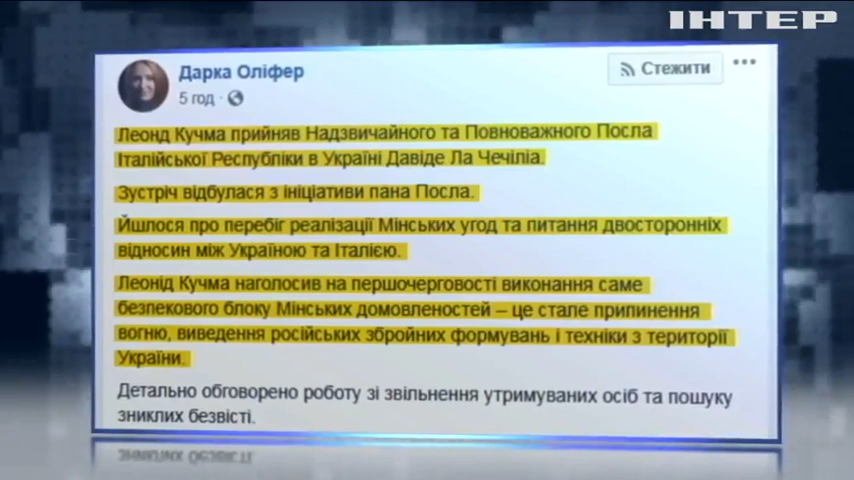 ІНТЕР
Дарка Оліфер
5 год ·
Стежити
Леонд Кучма прийняв Надзвичайного та Повноважного Посла
Італійської Республіки в Україні Давіде Ла Чечіліа.
Зустріч відбулася з ініціативи пана Посла.
Йшлося про перебіг реалізації Мінських угод та питання двосторонніх
відносин між Україною та Італією.
Леонід Кучма наголосив на першочерговості виконання саме
безпекового блоку Мінських домовленостей – це стале припинення
вогню, виведення російських збройних формувань і техніки з території
України.
Детально обговорено роботу зі звільнення утримуваних осіб та пошуку
зниклих безвісті.